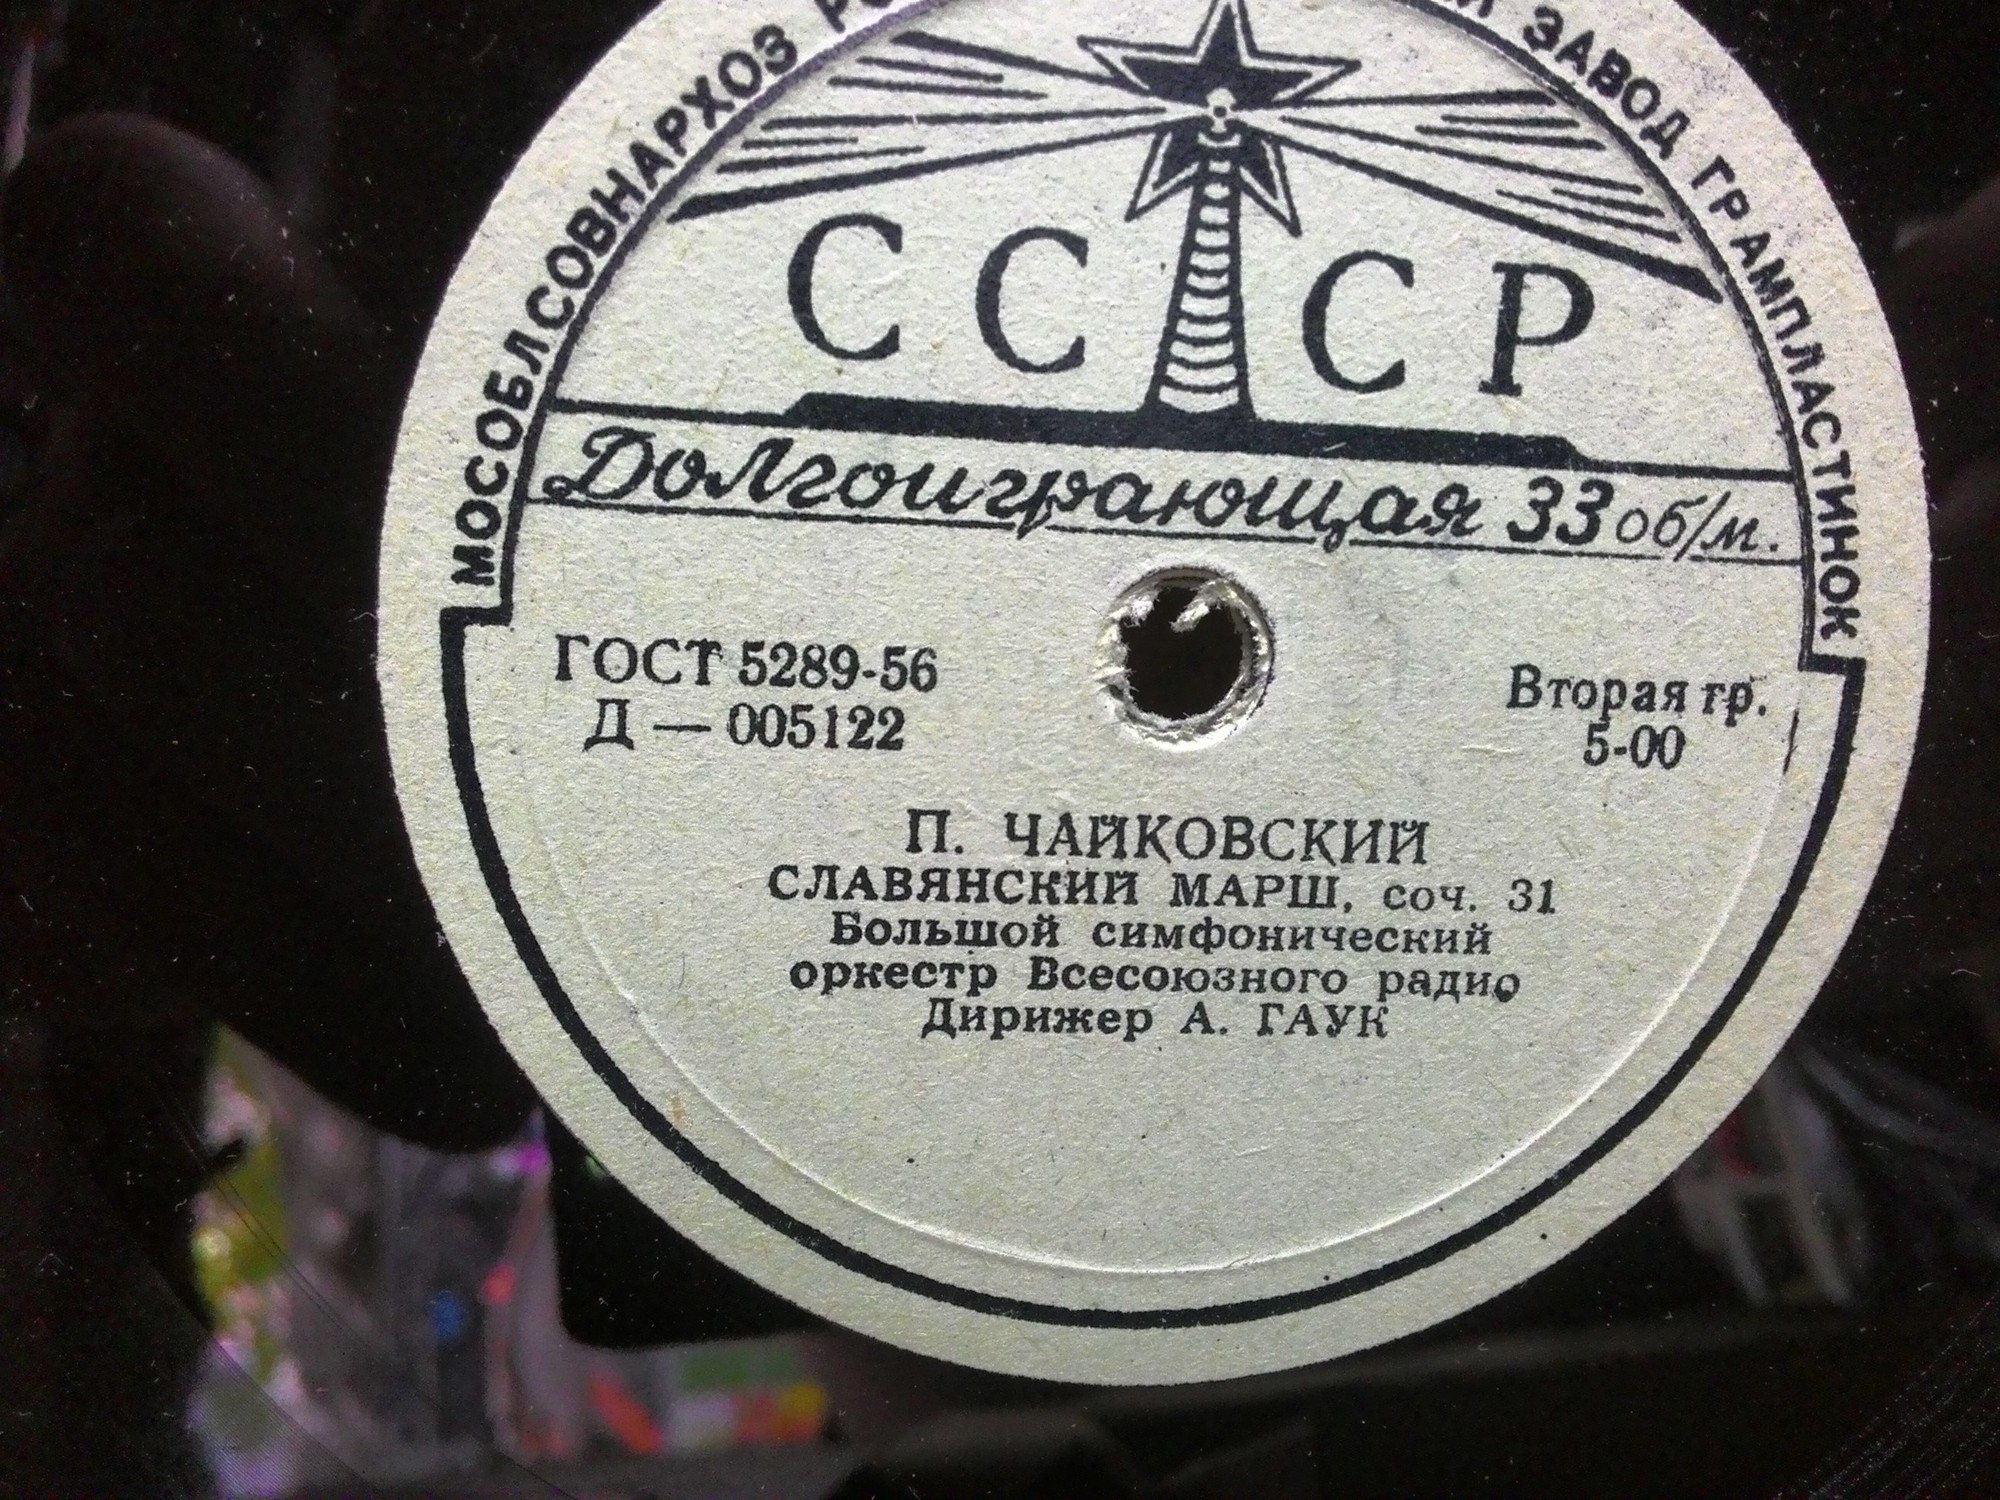 МОСОБЛСОВНАРХОЗ
ЗАВОД ГРАМПЛАСТИНОК
СССР
Долгоиграющая 33 об/м.
ГОСТ 5289-56
Д — 005122
Вторая гр.
5-00
П. ЧАЙКОВСКИЙ
СЛАВЯНСКИЙ МАРШ, соч. 31
Большой симфонический
оркестр Всесоюзного радио
Дирижер А. ГАУК